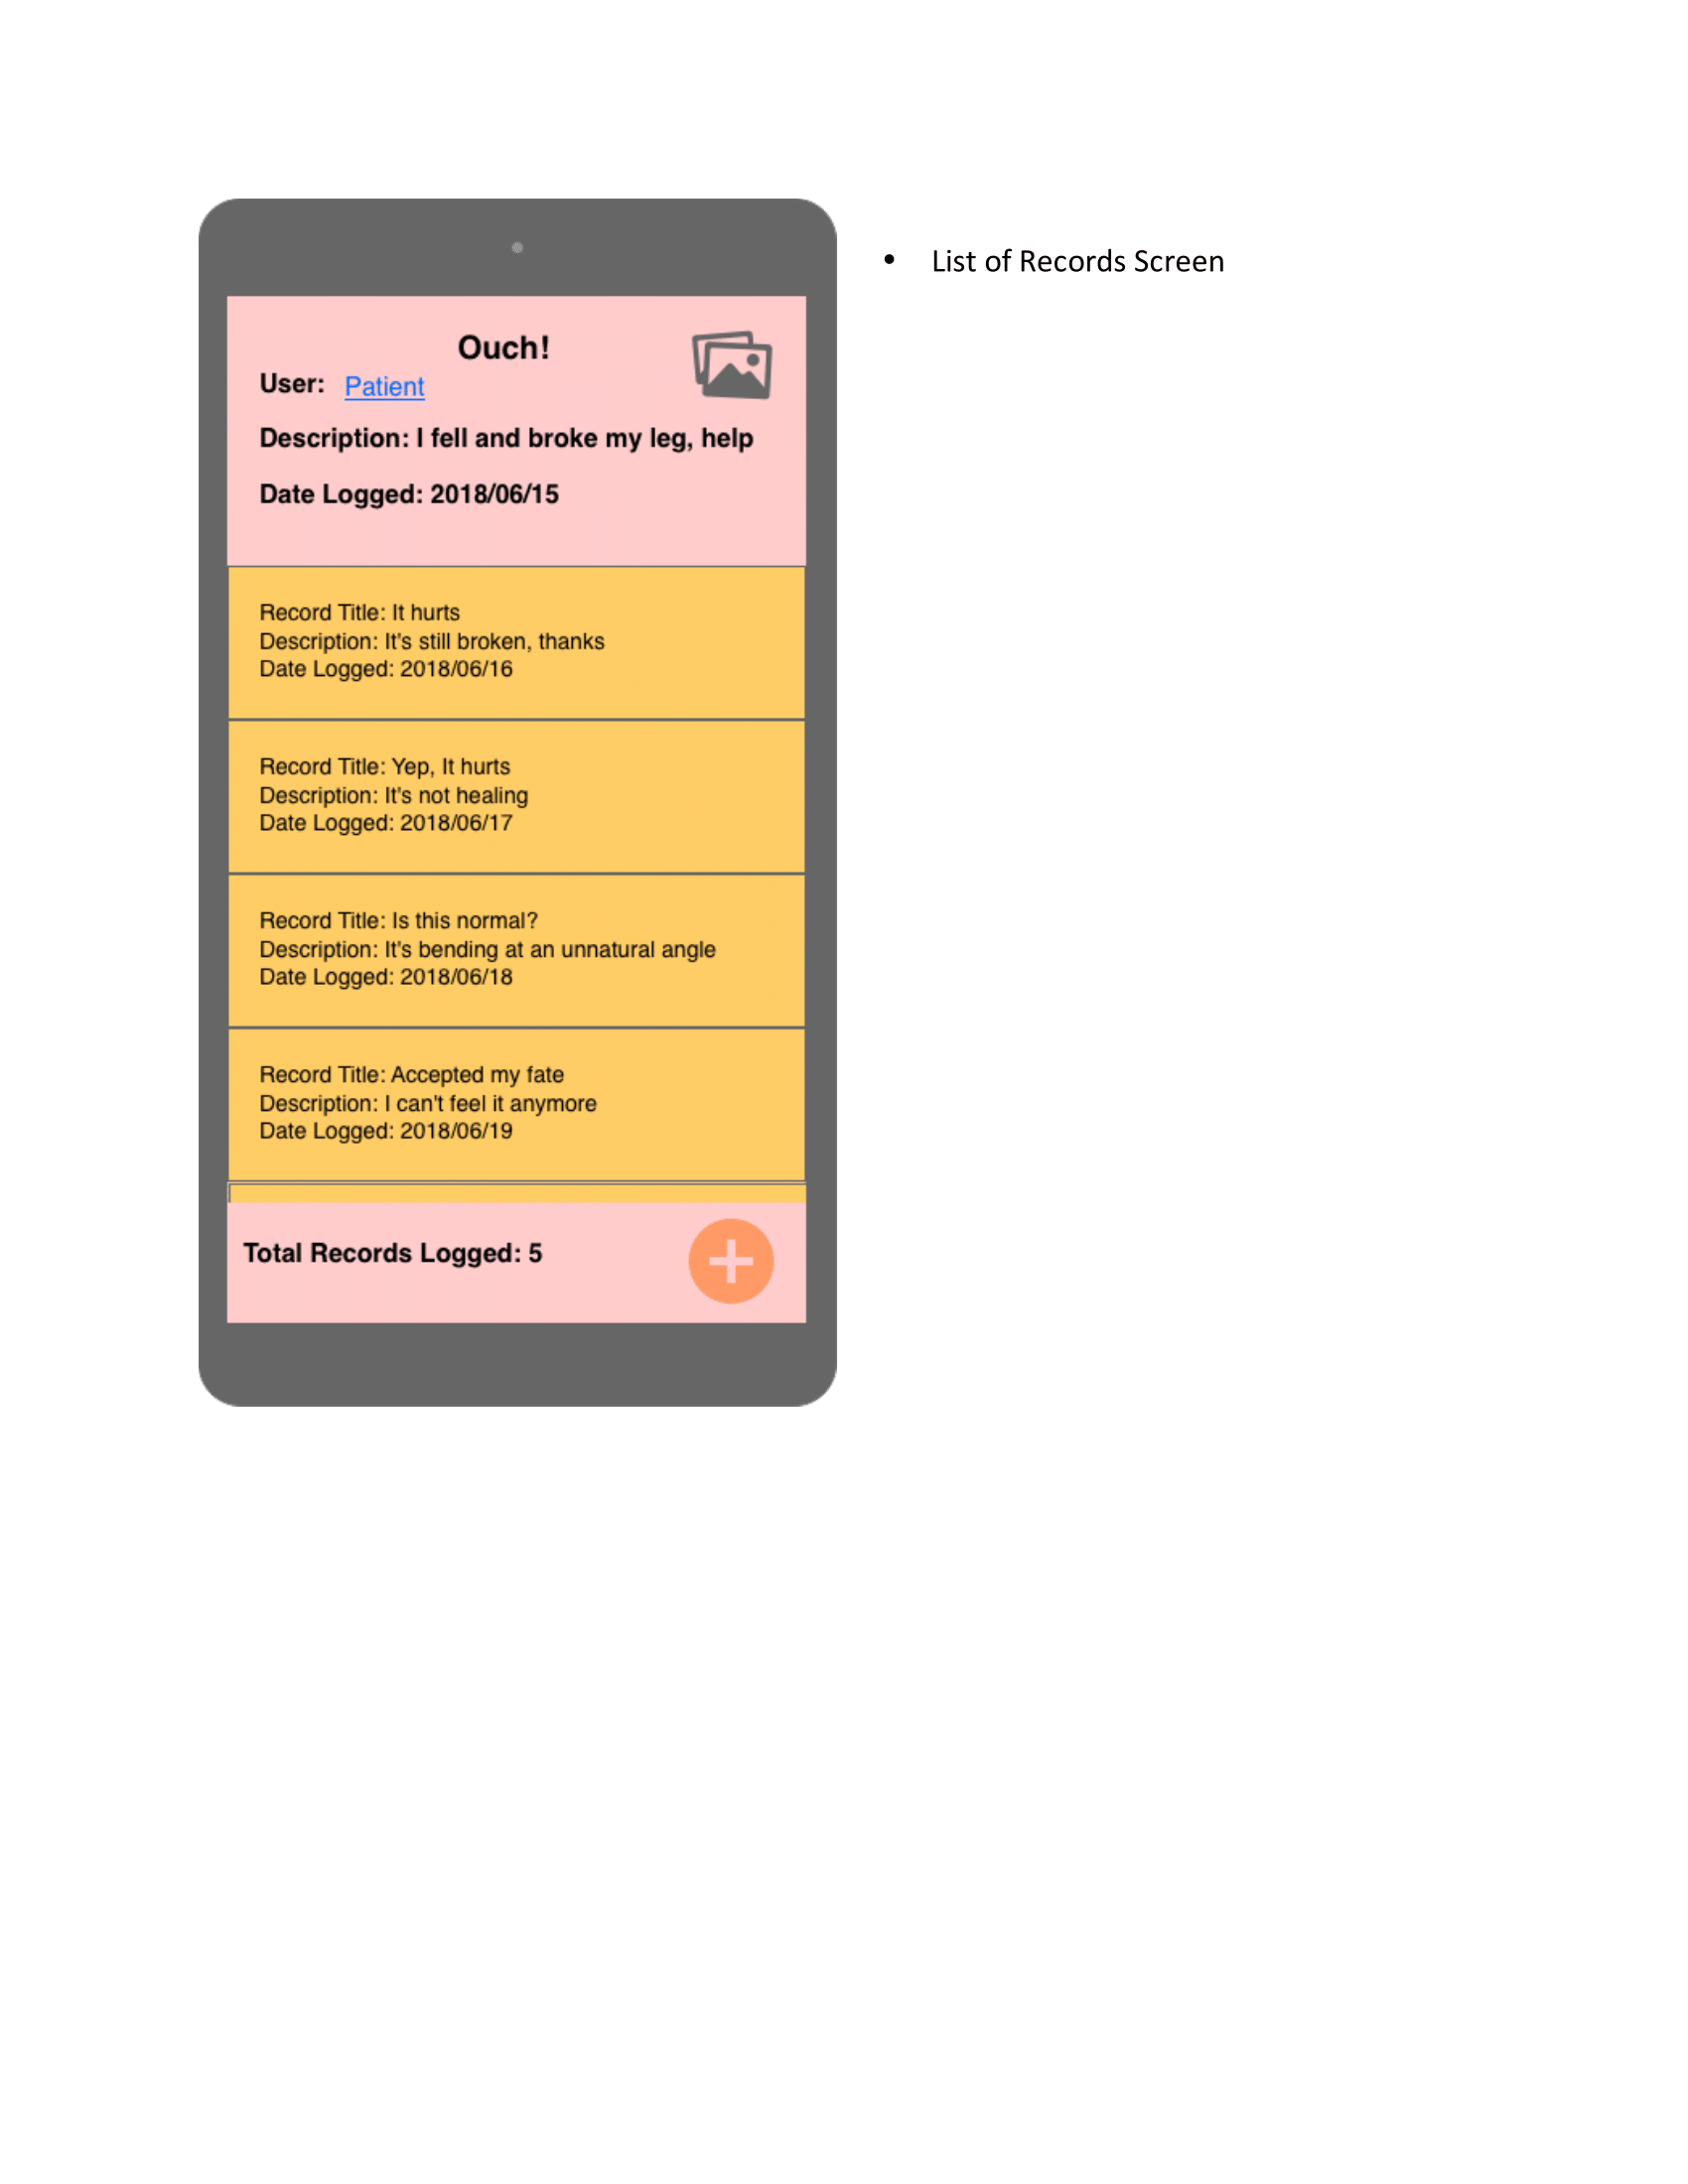 Ouch!
User: Patient
Description: I fell and broke my leg, help
Date Logged: 2018/06/15
Record Title: It hurts
Description: It's still broken, thanks
Date Logged: 2018/06/16
Record Title: Yep, It hurts
Description: It's not healing
Date Logged: 2018/06/17
Record Title: Is this normal?
Description: It's bending at an unnatural angle
Date Logged: 2018/06/18
Record Title: Accepted my fate
Description: I can't feel it anymore
Date Logged: 2018/06/19
Total Records Logged: 5
• List of Records Screen